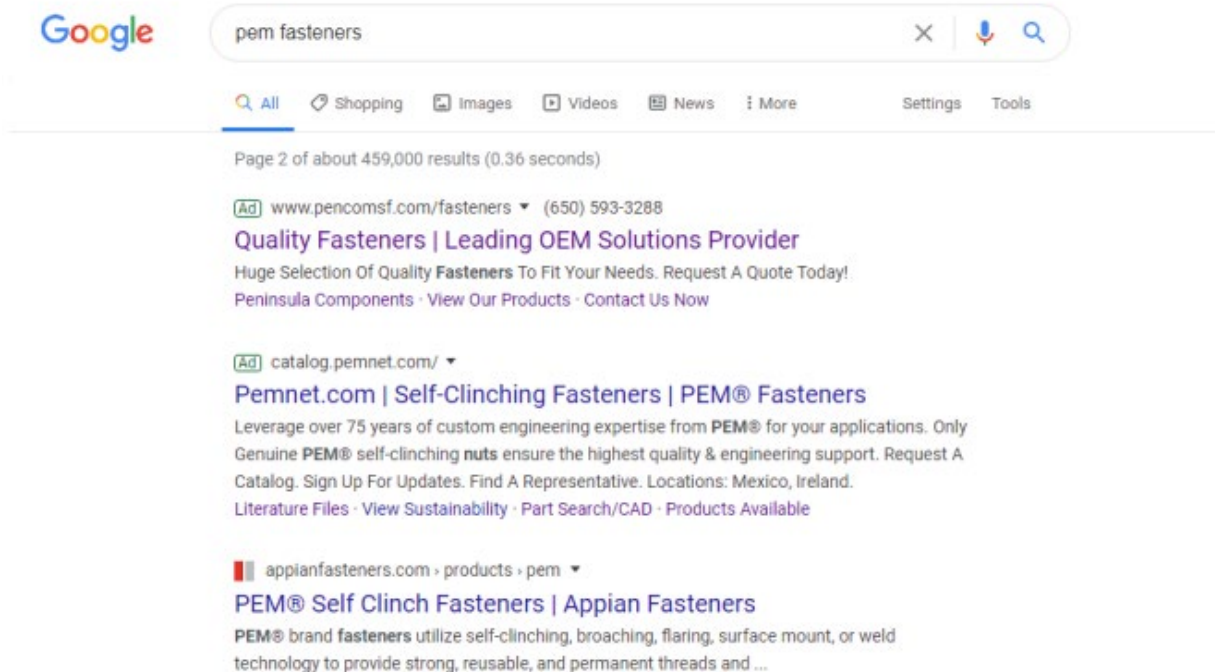 Google pem fasteners
All Shopping Images Videos News More Settings Tools
Page 2 of about 459,000 results (0.36 seconds)
Ad www.pencomsf.com/fasteners (650) 593-3288
Quality Fasteners | Leading OEM Solutions Provider
Huge Selection Of Quality Fasteners To Fit Your Needs. Request A Quote Today!
Peninsula Components · View Our Products · Contact Us Now
Ad catalog.pemnet.com/
Pemnet.com | Self-Clinching Fasteners | PEM® Fasteners
Leverage over 75 years of custom engineering expertise from PEM® for your applications. Only
Genuine PEM® self-clinching nuts ensure the highest quality & engineering support. Request A
Catalog. Sign Up For Updates. Find A Representative. Locations: Mexico, Ireland.
Literature Files · View Sustainability · Part Search/CAD · Products Available
appianfasteners.com › products › pem
PEM® Self Clinch Fasteners | Appian Fasteners
PEM® brand fasteners utilize self-clinching, broaching, flaring, surface mount, or weld
technology to provide strong, reusable, and permanent threads and ...